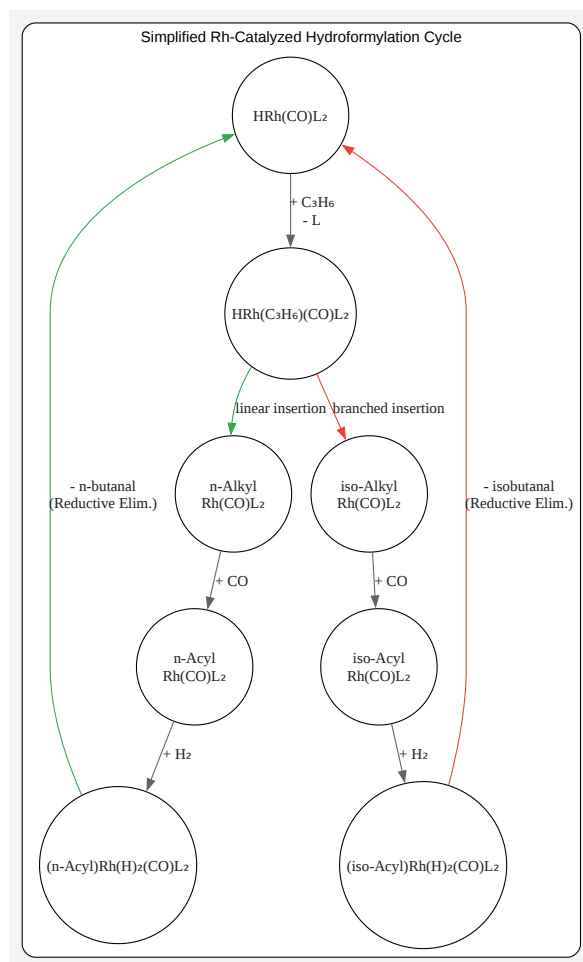 Simplified Rh-Catalyzed Hydroformylation Cycle
HRh(CO)L₂
+ C₃H₆
- L
HRh(C₃H₆)(CO)L₂
linear insertion
branched insertion
n-Alkyl
Rh(CO)L₂
iso-Alkyl
Rh(CO)L₂
- n-butanal
(Reductive Elim.)
- isobutanal
(Reductive Elim.)
+ CO
+ CO
n-Acyl
Rh(CO)L₂
iso-Acyl
Rh(CO)L₂
+ H₂
+ H₂
(n-Acyl)Rh(H)₂(CO)L₂
(iso-Acyl)Rh(H)₂(CO)L₂